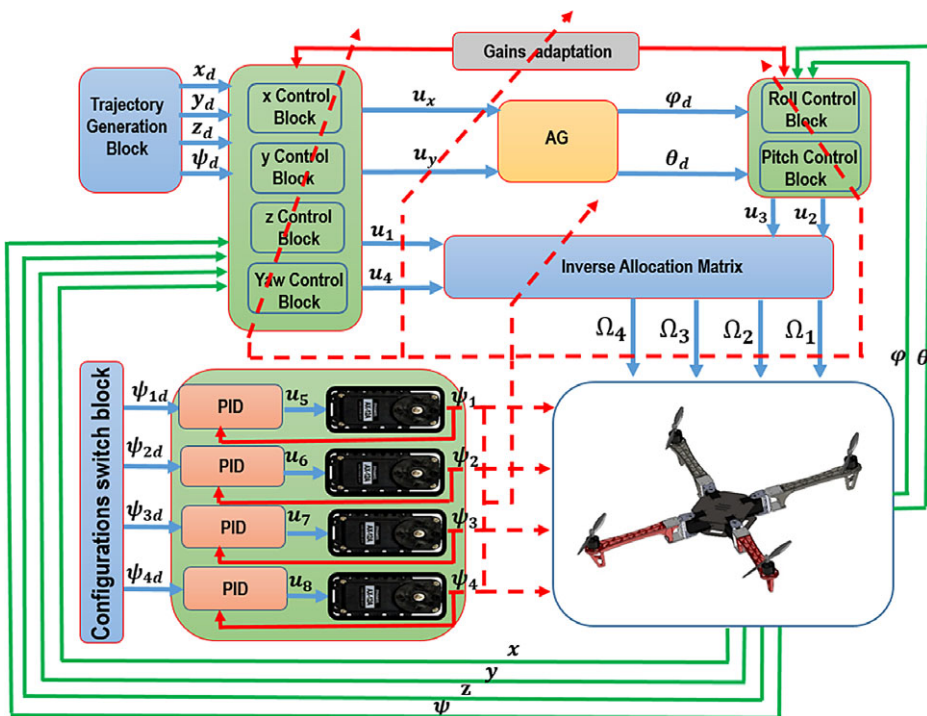 Gains adaptation
Trajectory
Generation
Block
x_d
y_d
z_d
ψ_d
x Control
Block
y Control
Block
z Control
Block
Yaw Control
Block
u_x
u_y
u_1
u_4
AG
φ_d
θ_d
Roll Control
Block
Pitch Control
Block
u_3
u_2
Inverse Allocation Matrix
Ω_4
Ω_3
Ω_2
Ω_1
φ
θ
Configurations switch block
ψ_1d
PID
u_5
ψ_1
ψ_2d
PID
u_6
ψ_2
ψ_3d
PID
u_7
ψ_3
ψ_4d
PID
u_8
ψ_4
x
y
z
ψ